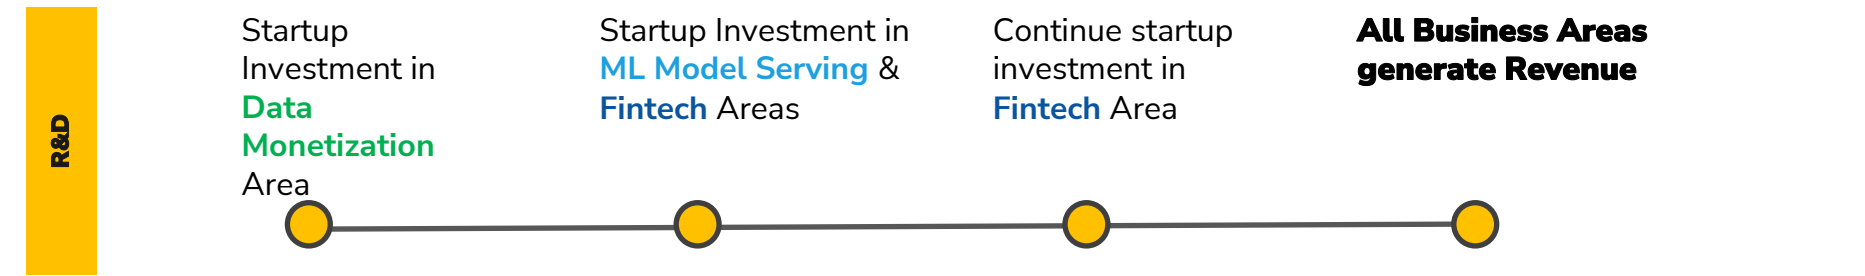 R&D
Startup
Investment in
Data
Monetization
Area
Startup Investment in
ML Model Serving &
Fintech Areas
Continue startup
investment in
Fintech Area
All Business Areas
generate Revenue